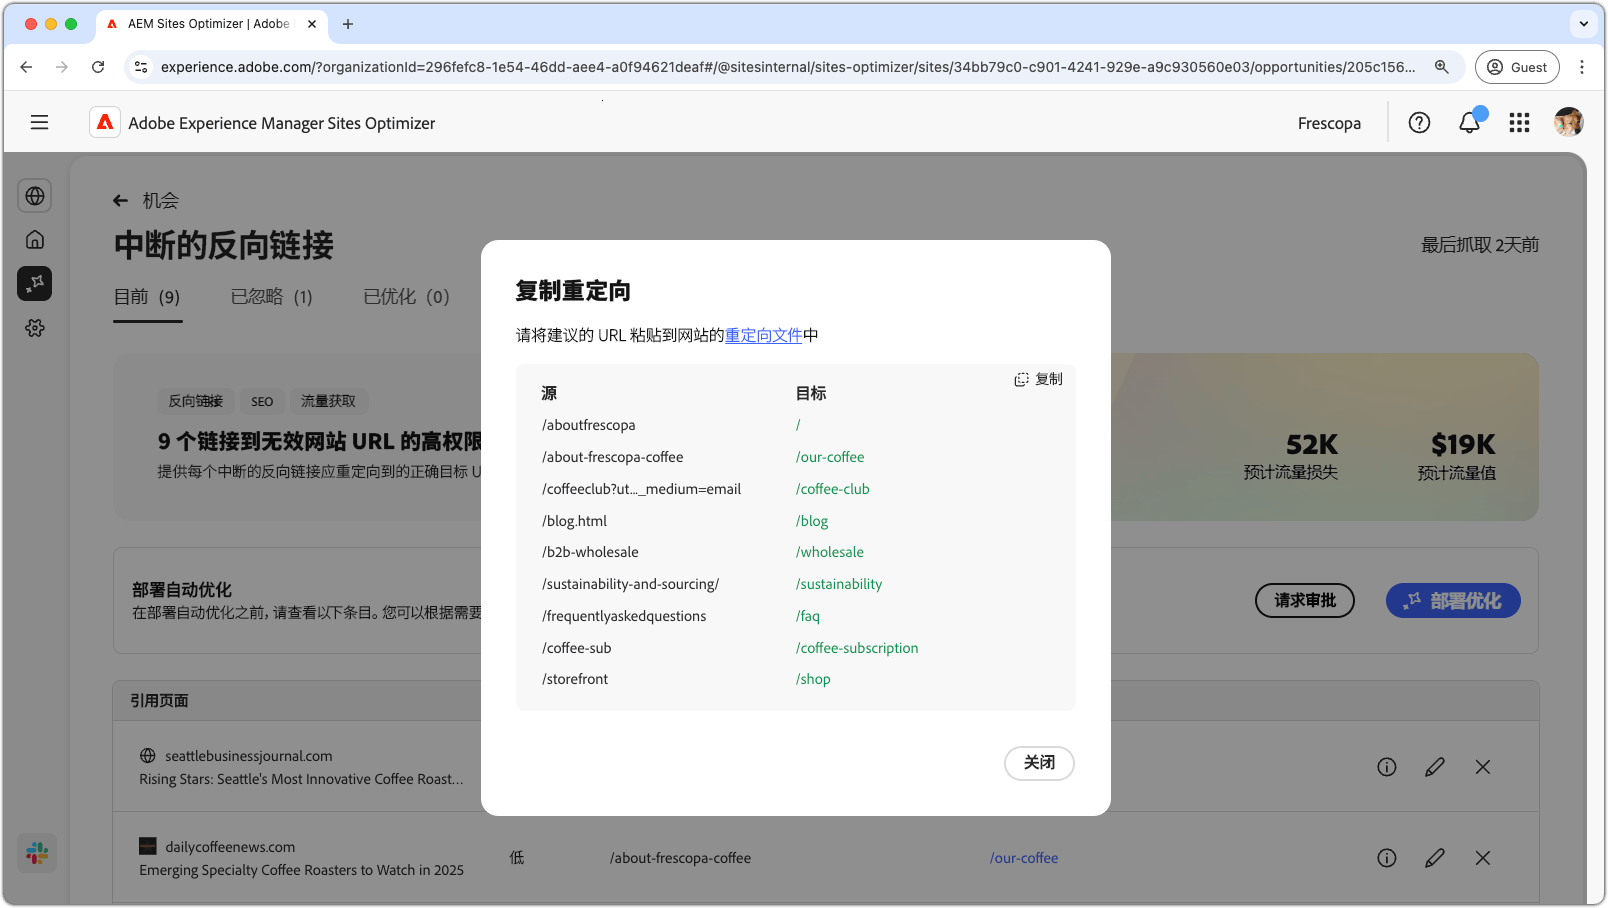 AEM Sites Optimizer | Adobe
experience.adobe.com/?organizationId=296fefc8-1e54-46dd-aee4-a0f94621deaf#/@sitesinternal/sites-optimizer/sites/34bb79c0-c901-4241-929e-a9c930560e03/opportunities/205c156...
Guest
Adobe Experience Manager Sites Optimizer
Frescopa
机会
中断的反向链接
最后抓取 2天前
目前 (9)
已忽略 (1)
已优化 (0)
反向链接
SEO
流量获取
9 个链接到无效网站 URL 的高权限
提供每个中断的反向链接应重定向到的正确目标 U
52K
预计流量损失
$19K
预计流量值
部署自动优化
在部署自动优化之前，请查看以下条目。您可以根据需要
请求审批
部署优化
引用页面
seattlebusinessjournal.com
Rising Stars: Seattle's Most Innovative Coffee Roast...
dailycoffeenews.com
Emerging Specialty Coffee Roasters to Watch in 2025
低
/about-frescopa-coffee
/our-coffee
复制重定向
请将建议的 URL 粘贴到网站的重定向文件中
复制
源 目标
/aboutfrescopa /
/about-frescopa-coffee /our-coffee
/coffeeclub?ut..._medium=email /coffee-club
/blog.html /blog
/b2b-wholesale /wholesale
/sustainability-and-sourcing/ /sustainability
/frequentlyaskedquestions /faq
/coffee-sub /coffee-subscription
/storefront /shop
关闭